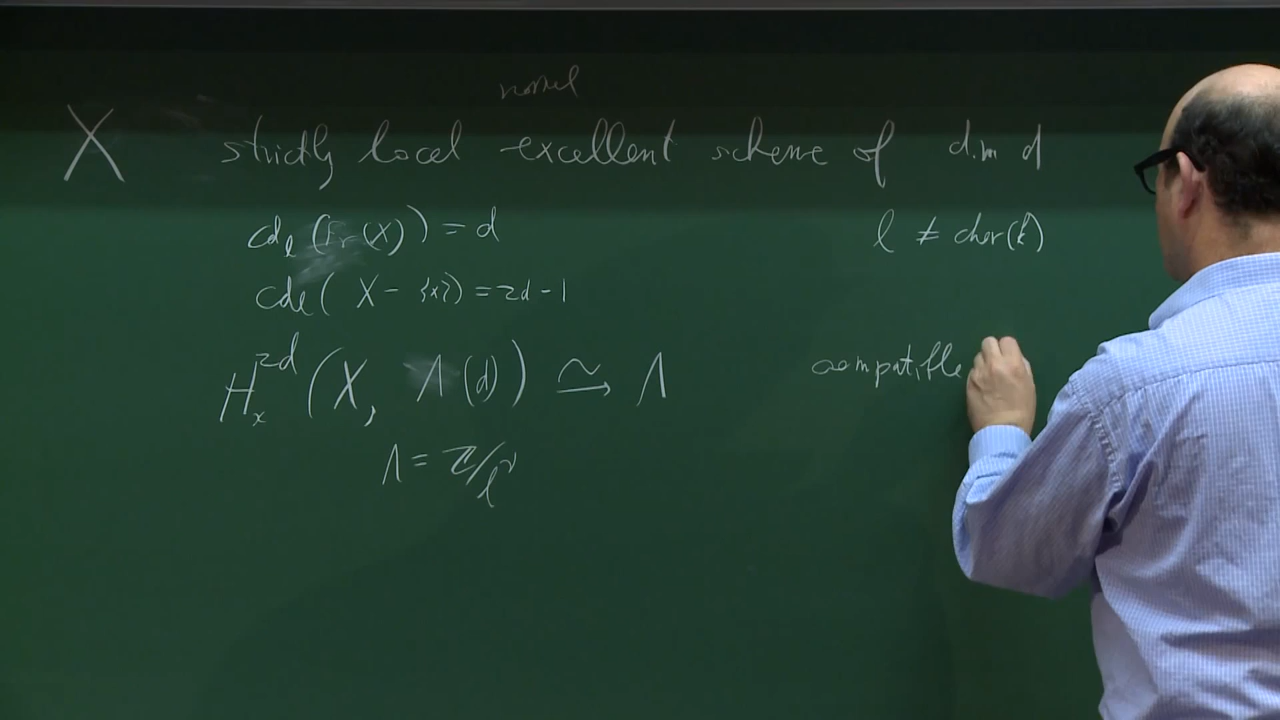 normal
X strictly local excellent scheme of dim d
cd_ℓ (Fr(X)) = d ℓ ≠ char(k)
cd_ℓ ( X - {x}) = 2d-1
H_x^{2d} (X, Λ(d)) ⥲ Λ compatible
Λ = Z/ℓ^ν